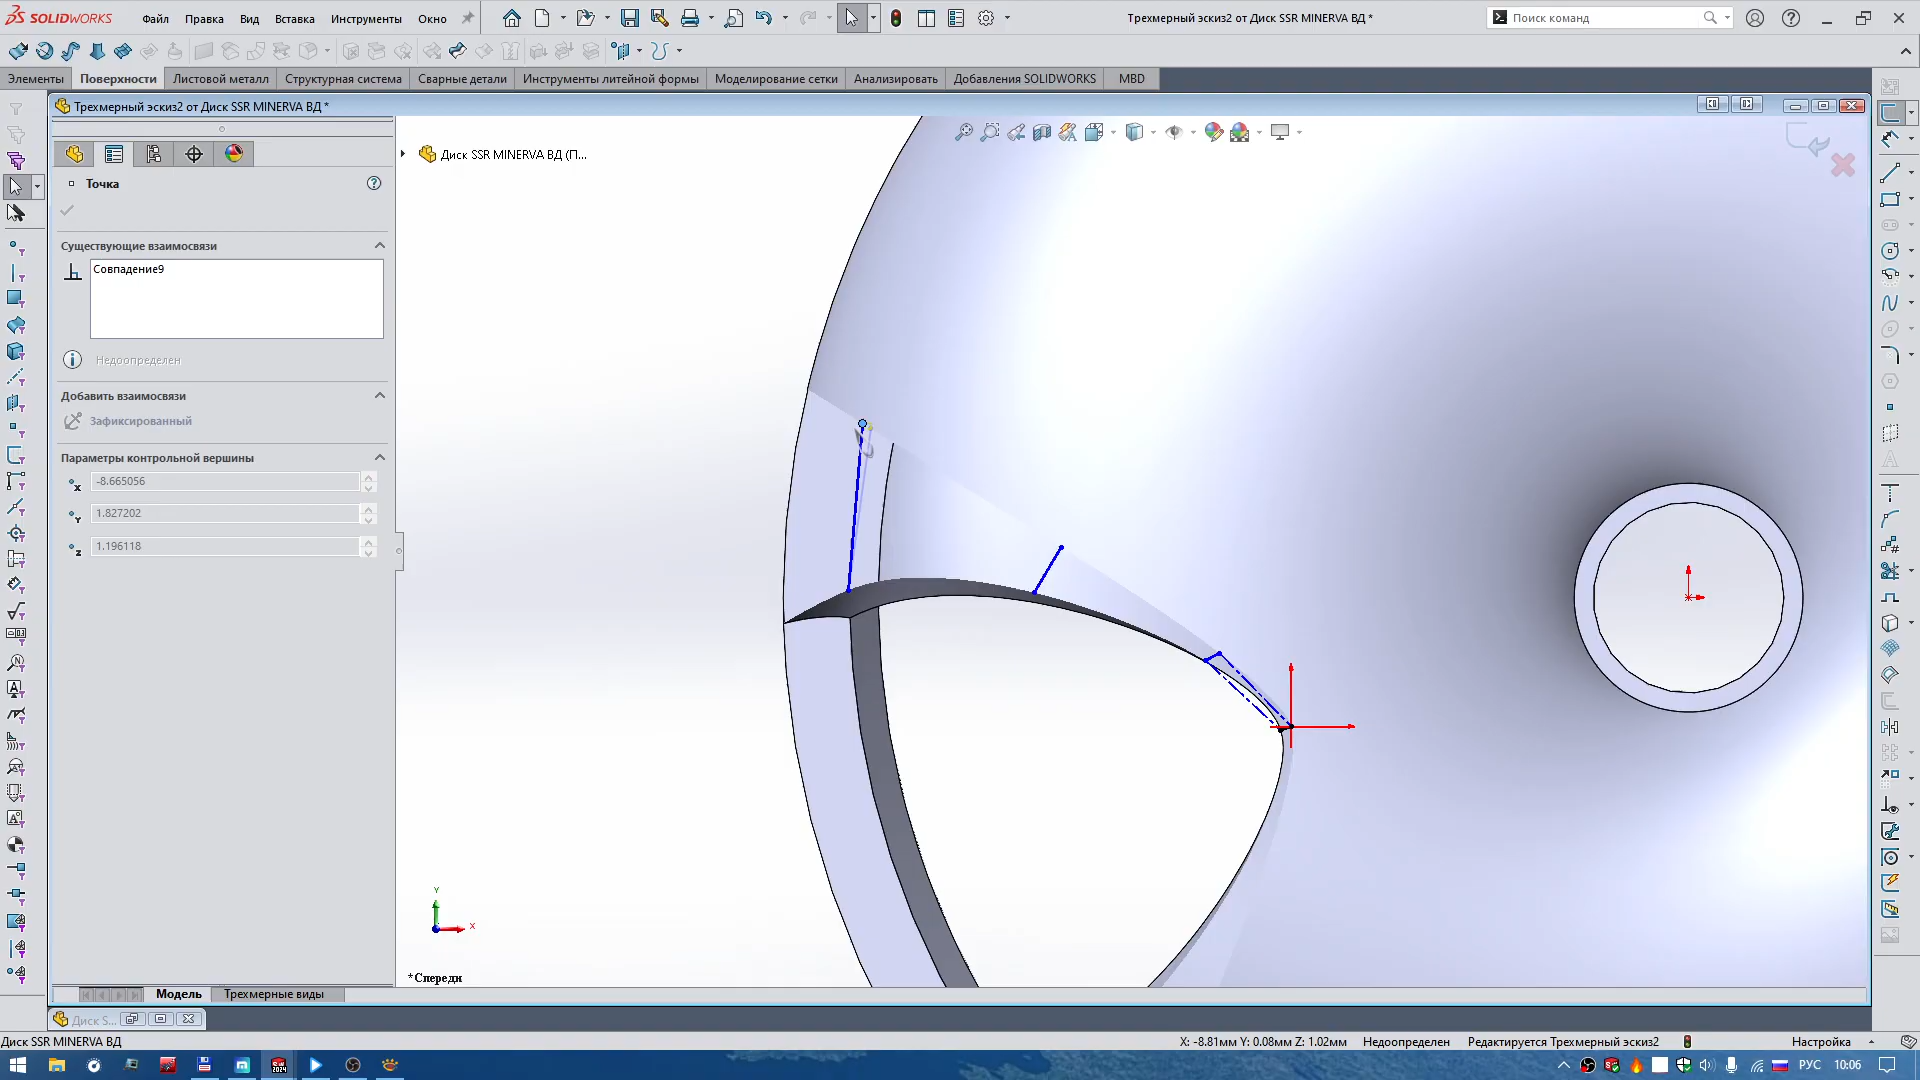 SOLIDWORKS
Файл
Правка
Вид
Вставка
Инструменты
Окно
Трехмерный эскиз2 от Диск SSR MINERVA ВД *
Поиск команд
Элементы
Поверхности
Листовой металл
Структурная система
Сварные детали
Инструменты литейной формы
Моделирование сетки
Анализировать
Добавления SOLIDWORKS
MBD
Трехмерный эскиз2 от Диск SSR MINERVA ВД *
Диск SSR MINERVA ВД (П...
Точка
Существующие взаимосвязи
Совпадение9
Недоопределен
Добавить взаимосвязи
Зафиксированный
Параметры контрольной вершины
X
-8.665056
Y
1.827202
Z
1.196118
Y
X
*Спереди
Модель
Трехмерные виды
Диск S...
Диск SSR MINERVA ВД
X: -8.81мм Y: 0.08мм Z: 1.02мм
Недоопределен
Редактируется Трехмерный эскиз2
Настройка
РУС
10:06